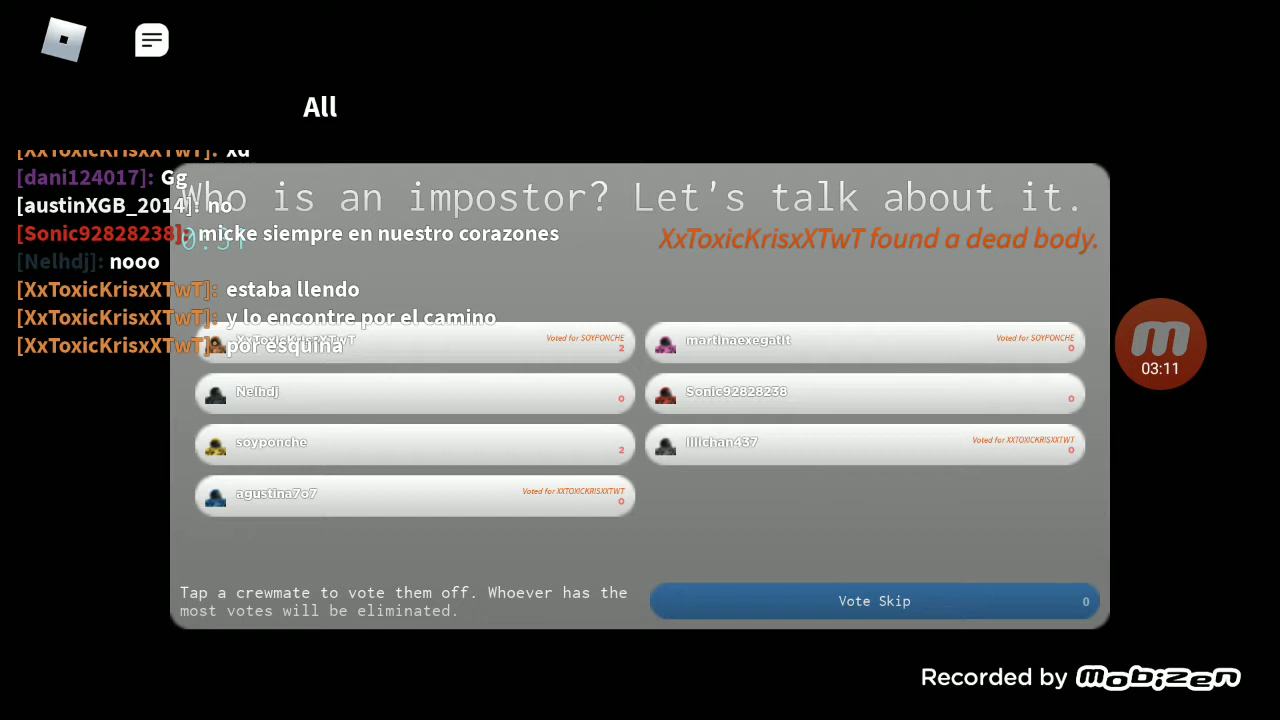 All
[XxToxicKrisxXTwT]: xd
[dani124017]: Gg
Who is an impostor? Let's talk about it.
[austinXGB_2014]: no
[Sonic92828238]: micke siempre en nuestro corazones
XxToxicKrisxXTwT found a dead body.
[Nelhdj]: nooo
[XxToxicKrisxXTwT]: estaba llendo
[XxToxicKrisxXTwT]: y lo encontre por el camino
[XxToxicKrisxXTwT]: por esquina
XxToxicKrisxXTwT
Voted for SOYPONCHE
2
martinaexegatit
Voted for SOYPONCHE
0
Nelhdj
0
Sonic92828238
0
soyponche
2
lllichan437
Voted for XXTOXICKRISXXTWT
0
agustina7o7
Voted for XXTOXICKRISXXTWT
0
Tap a crewmate to vote them off. Whoever has the
most votes will be eliminated.
Vote Skip
0
m
03:11
Recorded by mobizen